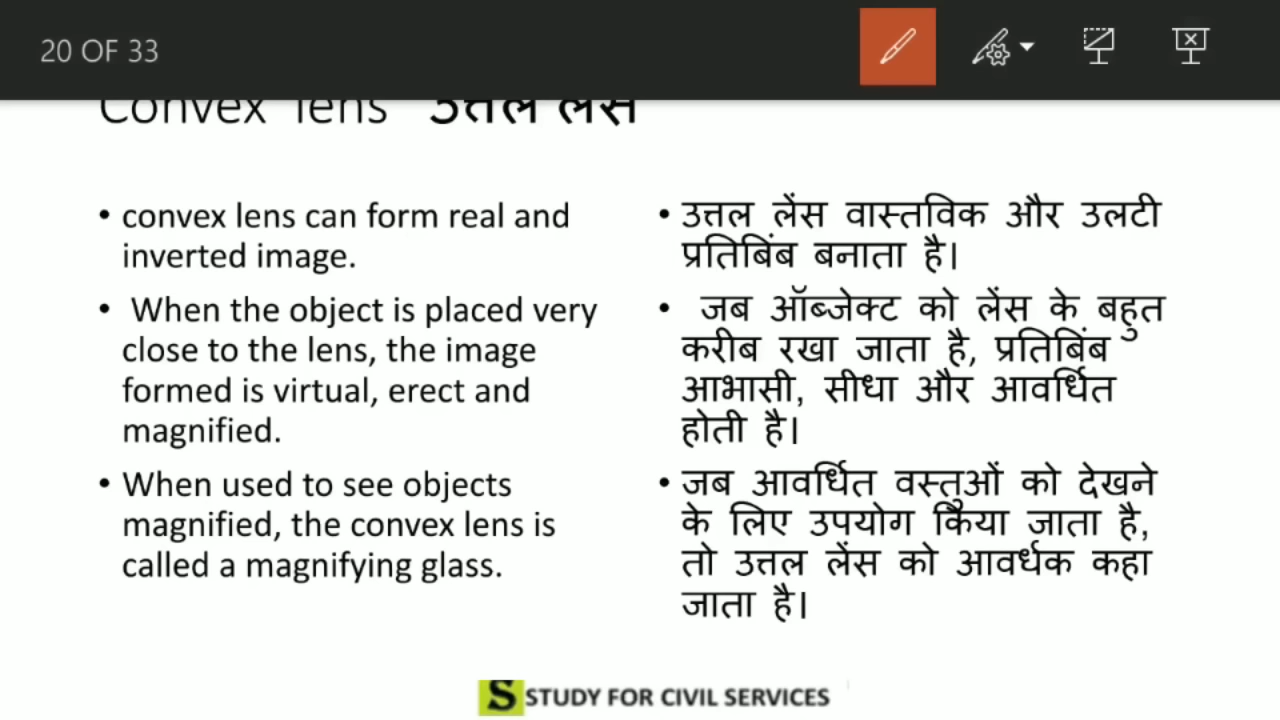 20 OF 33
Convex lens उत्तल लेंस
convex lens can form real and
inverted image.
When the object is placed very
close to the lens, the image
formed is virtual, erect and
magnified.
When used to see objects
magnified, the convex lens is
called a magnifying glass.
उत्तल लेंस वास्तविक और उलटी
प्रतिबिंब बनाता है।
जब ऑब्जेक्ट को लेंस के बहुत
करीब रखा जाता है, प्रतिबिंब
आभासी, सीधा और आवर्धित
होती है।
जब आवर्धित वस्तुओं को देखने
के लिए उपयोग किया जाता है,
तो उत्तल लेंस को आवर्धक कहा
जाता है।
S STUDY FOR CIVIL SERVICES